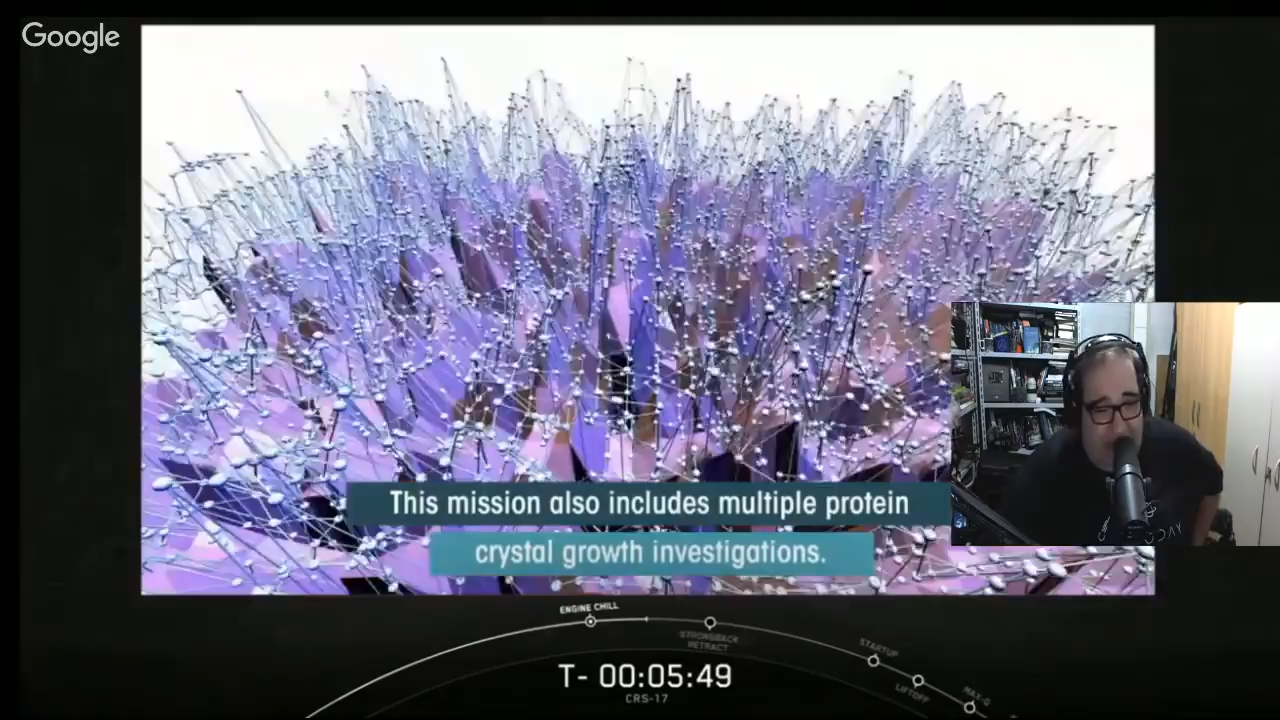 Google
This mission also includes multiple protein
crystal growth investigations.
ENGINE CHILL
STRONGBACK
RETRACT
STARTUP
LIFTOFF
MAX-Q
T- 00:05:49
CRS-17